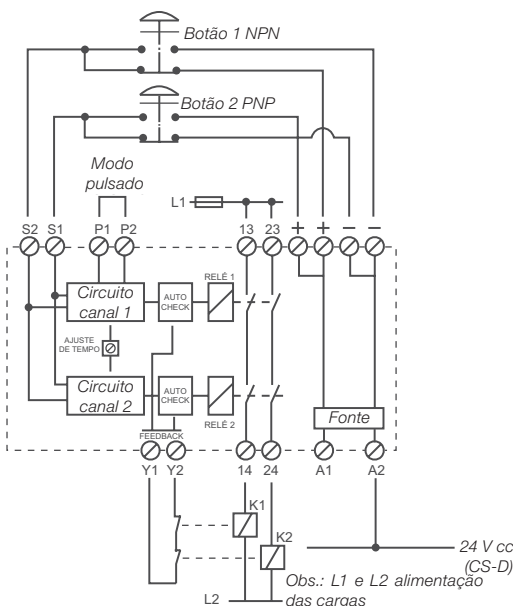 Botão 1 NPN
Botão 2 PNP
Modo
pulsado
L1
S2 S1 P1 P2 13 23 + + − −
Circuito
canal 1
AUTO
CHECK
RELÉ 1
AJUSTE
DE TEMPO
Circuito
canal 2
AUTO
CHECK
RELÉ 2
Fonte
FEEDBACK
Y1 Y2 14 24 A1 A2
K1
K2
24 V cc
(CS-D)
Obs.: L1 e L2 alimentação
das cargas
L2